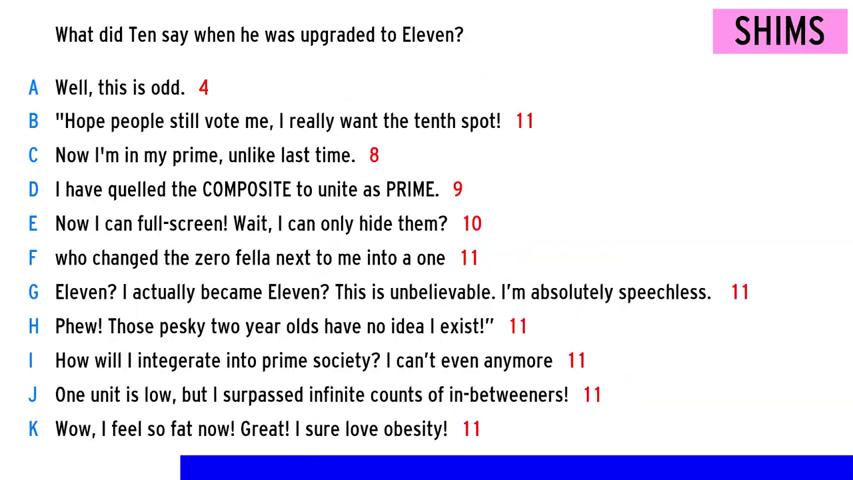 What did Ten say when he was upgraded to Eleven?
SHIMS
A Well, this is odd. 4
B "Hope people still vote me, I really want the tenth spot! 11
C Now I'm in my prime, unlike last time. 8
D I have quelled the COMPOSITE to unite as PRIME. 9
E Now I can full-screen! Wait, I can only hide them? 10
F who changed the zero fella next to me into a one 11
G Eleven? I actually became Eleven? This is unbelievable. I’m absolutely speechless. 11
H Phew! Those pesky two year olds have no idea I exist!” 11
I How will I integerate into prime society? I can’t even anymore 11
J One unit is low, but I surpassed infinite counts of in-betweeners! 11
K Wow, I feel so fat now! Great! I sure love obesity! 11